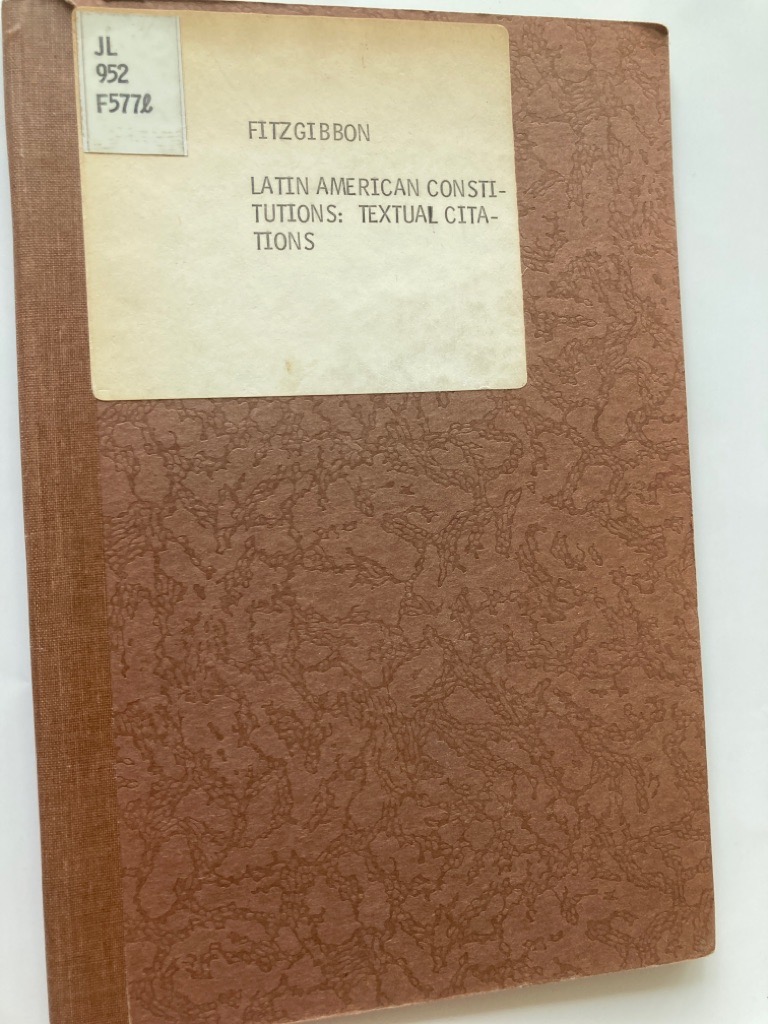 JL
952
F577ℓ
FITZGIBBON
LATIN AMERICAN CONSTI-
TUTIONS: TEXTUAL CITA-
TIONS